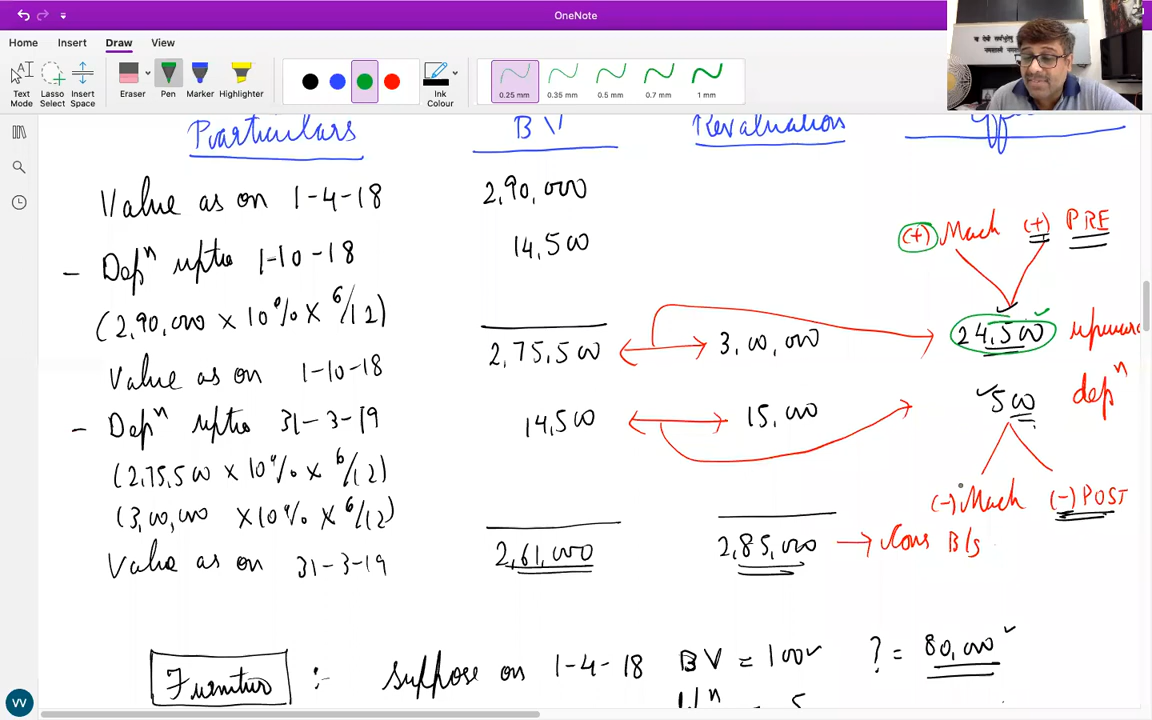 OneNote
Home Insert Draw View
Text Mode
Lasso Select
Insert Space
Eraser
Pen
Marker
Highlighter
Ink Colour
0.25 mm
0.35 mm
0.5 mm
0.7 mm
1 mm
Particulars BV Revaluation
Value as on 1-4-18 2,90,000
- Depn upto 1-10-18 14,500
(2,90,000 x 10% x 6/12)
Value as on 1-10-18 2,75,500 3,00,000
- Depn upto 31-3-19 14,500 15,000
(2,75,500 x 10% x 6/12)
(3,00,000 x 10% x 6/12)
Value as on 31-3-19 2,61,000 2,85,000 → Cons B/s
(+) Mach (+) PRE
24,500
500 depn
(-) Mach (-) POST
Furniture :- Suppose on 1-4-18 BV = 100 ? = 80,000
VV